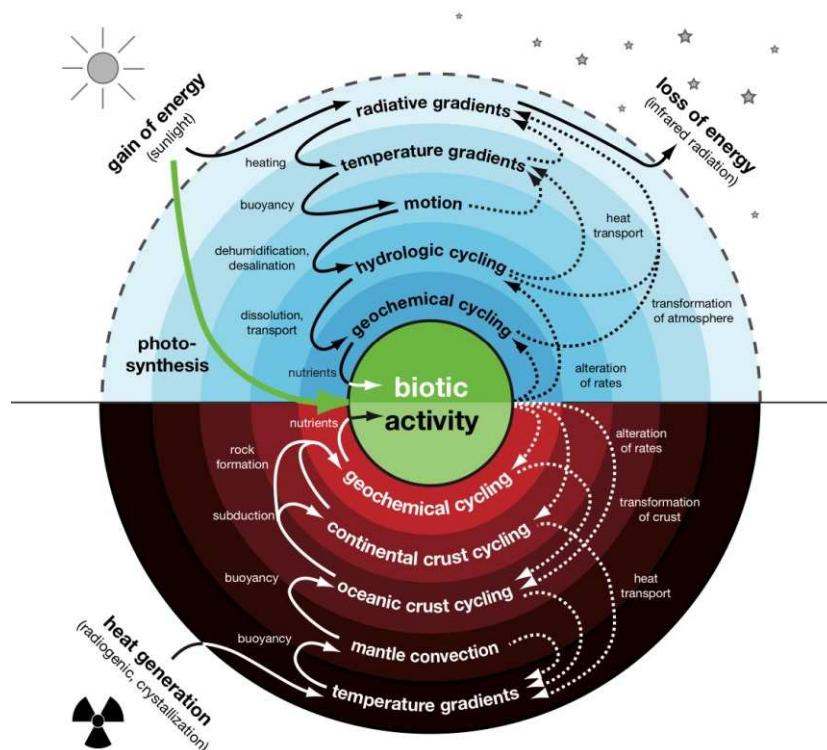 gain of energy
(sunlight)
loss of energy
(infrared radiation)
radiative gradients
heating
temperature gradients
buoyancy
motion
heat
transport
dehumidification,
desalination
hydrologic cycling
dissolution,
transport
geochemical cycling
transformation
of atmosphere
photo-
synthesis
nutrients
alteration
of rates
biotic
activity
nutrients
alteration
of rates
rock
formation
geochemical cycling
subduction
continental crust cycling
transformation
of crust
buoyancy
oceanic crust cycling
heat
transport
buoyancy
mantle convection
temperature gradients
heat generation
(radiogenic, crystallization)